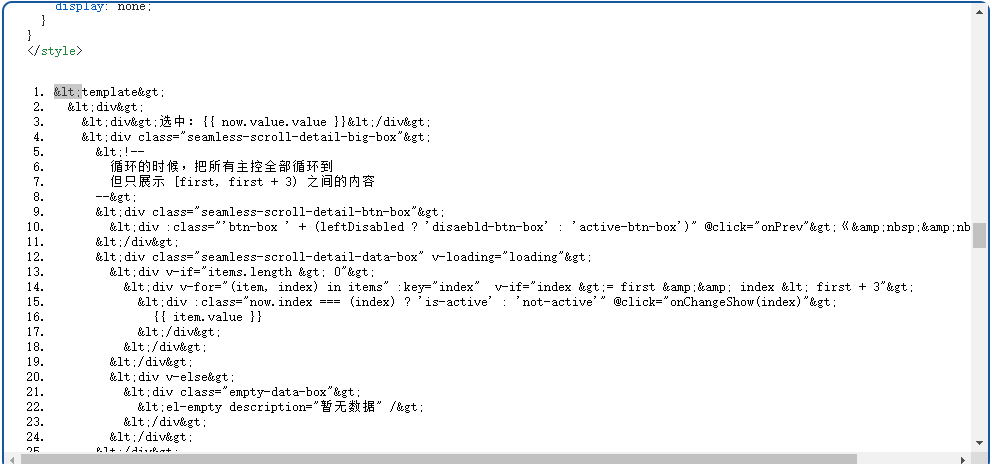 display: none;
}
}
</style>
1. &lt;template&gt;
2. &lt;div&gt;
3. &lt;div&gt;选中: {{ now.value.value }}&lt;/div&gt;
4. &lt;div class="seamless-scroll-detail-big-box"&gt;
5. &lt;!--
6. 循环的时候，把所有主控全部循环到
7. 但只展示 [first, first + 3) 之间的内容
8. --&gt;
9. &lt;div class="seamless-scroll-detail-btn-box"&gt;
10. &lt;div :class="'btn-box ' + (leftDisabled ? 'disaebld-btn-box' : 'active-btn-box')" @click="onPrev"&gt;《&amp;nbsp;&amp;nb
11. &lt;/div&gt;
12. &lt;div class="seamless-scroll-detail-data-box" v-loading="loading"&gt;
13. &lt;div v-if="items.length &gt; 0"&gt;
14. &lt;div v-for="(item, index) in items" :key="index"  v-if="index &gt;= first &amp;&amp; index &lt; first + 3"&gt;
15. &lt;div :class="now.index === (index) ? 'is-active' : 'not-active'" @click="onChangeShow(index)"&gt;
16. {{ item.value }}
17. &lt;/div&gt;
18. &lt;/div&gt;
19. &lt;/div&gt;
20. &lt;div v-else&gt;
21. &lt;div class="empty-data-box"&gt;
22. &lt;el-empty description="暂无数据" /&gt;
23. &lt;/div&gt;
24. &lt;/div&gt;
25. &lt;/div&gt;